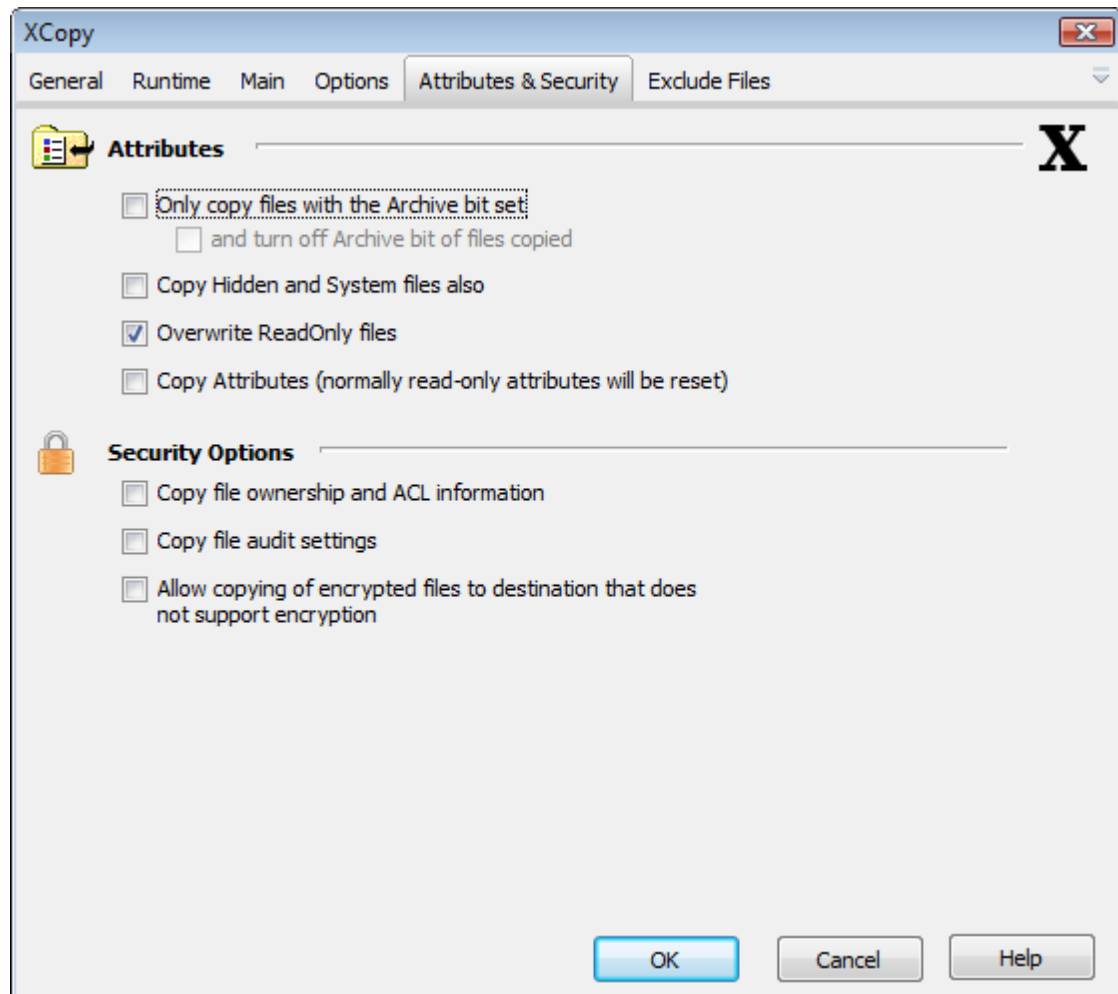 XCopy
General Runtime Main Options Attributes & Security Exclude Files
Attributes
X
Only copy files with the Archive bit set
and turn off Archive bit of files copied
Copy Hidden and System files also
Overwrite ReadOnly files
Copy Attributes (normally read-only attributes will be reset)
Security Options
Copy file ownership and ACL information
Copy file audit settings
Allow copying of encrypted files to destination that does
not support encryption
OK Cancel Help